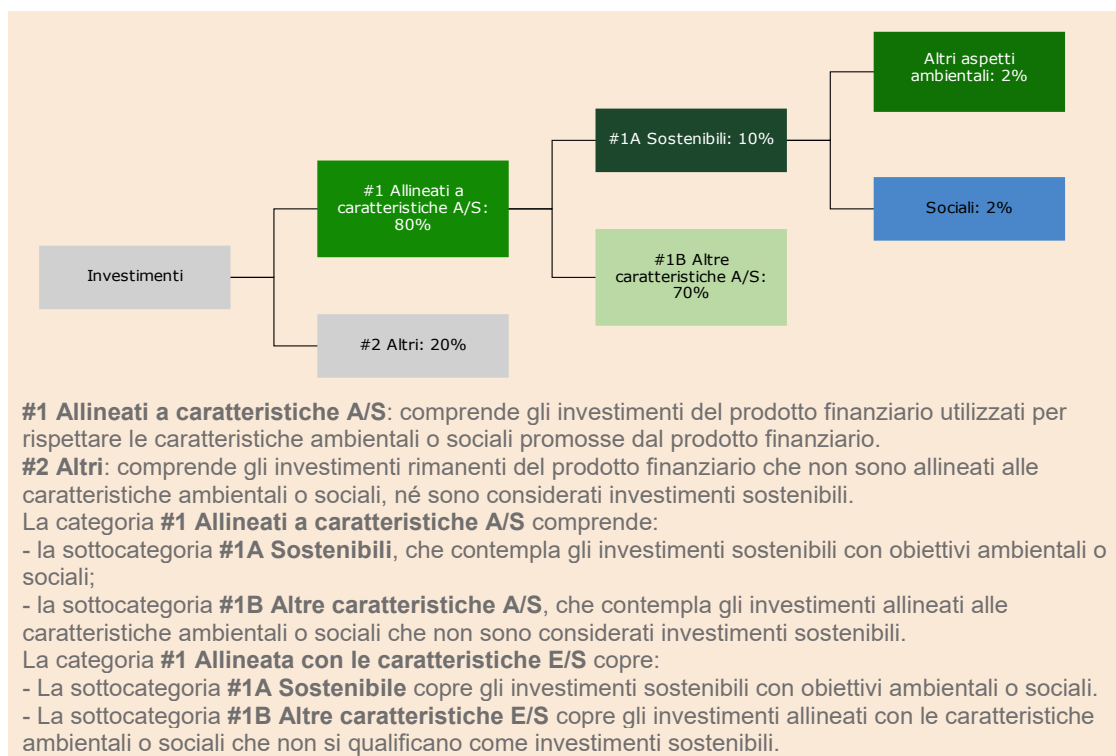 Altri aspetti
ambientali: 2%
#1A Sostenibili: 10%
#1 Allineati a
caratteristiche A/S:
80%
Sociali: 2%
Investimenti
#1B Altre
caratteristiche A/S:
70%
#2 Altri: 20%
#1 Allineati a caratteristiche A/S: comprende gli investimenti del prodotto finanziario utilizzati per
rispettare le caratteristiche ambientali o sociali promosse dal prodotto finanziario.
#2 Altri: comprende gli investimenti rimanenti del prodotto finanziario che non sono allineati alle
caratteristiche ambientali o sociali, né sono considerati investimenti sostenibili.
La categoria #1 Allineati a caratteristiche A/S comprende:
- la sottocategoria #1A Sostenibili, che contempla gli investimenti sostenibili con obiettivi ambientali o
sociali;
- la sottocategoria #1B Altre caratteristiche A/S, che contempla gli investimenti allineati alle
caratteristiche ambientali o sociali che non sono considerati investimenti sostenibili.
La categoria #1 Allineata con le caratteristiche E/S copre:
- La sottocategoria #1A Sostenibile copre gli investimenti sostenibili con obiettivi ambientali o sociali.
- La sottocategoria #1B Altre caratteristiche E/S copre gli investimenti allineati con le caratteristiche
ambientali o sociali che non si qualificano come investimenti sostenibili.